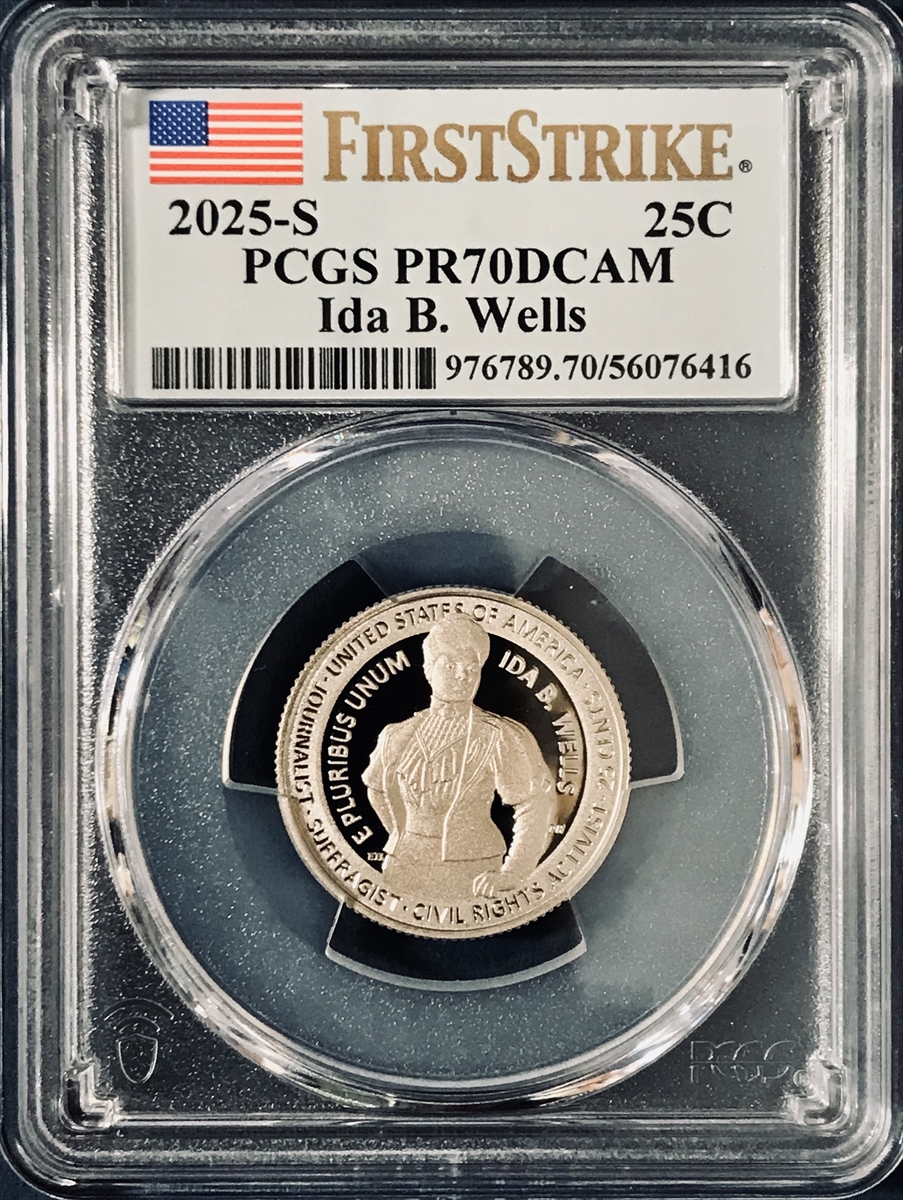 FIRSTSTRIKE®
2025-S 25C
PCGS PR70DCAM
Ida B. Wells
976789.70/56076416
UNITED STATES OF AMERICA · 25 CENTS ·
JOURNALIST · SUFFRAGIST · CIVIL RIGHTS ACTIVIST ·
E PLURIBUS UNUM
IDA B. WELLS
PCGS